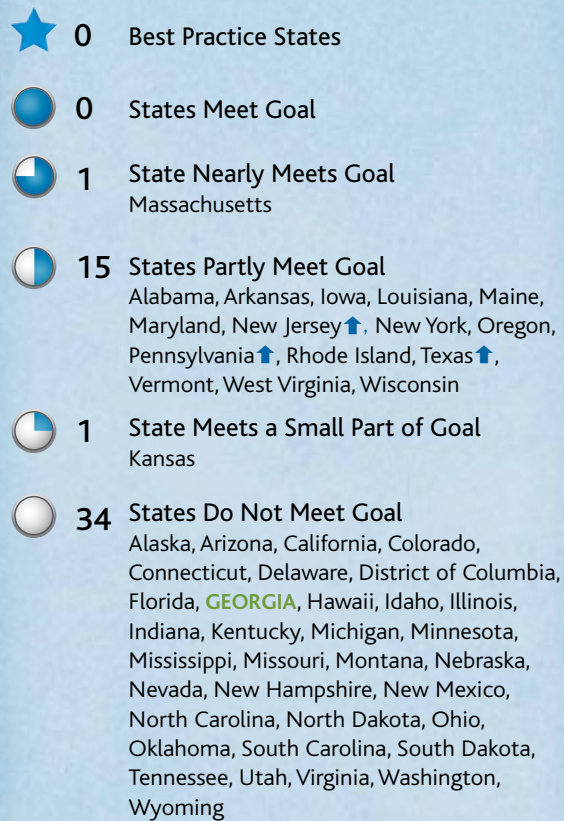 0 Best Practice States
0 States Meet Goal
1 State Nearly Meets Goal
Massachusetts
15 States Partly Meet Goal
Alabama, Arkansas, Iowa, Louisiana, Maine,
Maryland, New Jersey⬆, New York, Oregon,
Pennsylvania⬆, Rhode Island, Texas⬆,
Vermont, West Virginia, Wisconsin
1 State Meets a Small Part of Goal
Kansas
34 States Do Not Meet Goal
Alaska, Arizona, California, Colorado,
Connecticut, Delaware, District of Columbia,
Florida, GEORGIA, Hawaii, Idaho, Illinois,
Indiana, Kentucky, Michigan, Minnesota,
Mississippi, Missouri, Montana, Nebraska,
Nevada, New Hampshire, New Mexico,
North Carolina, North Dakota, Ohio,
Oklahoma, South Carolina, South Dakota,
Tennessee, Utah, Virginia, Washington,
Wyoming